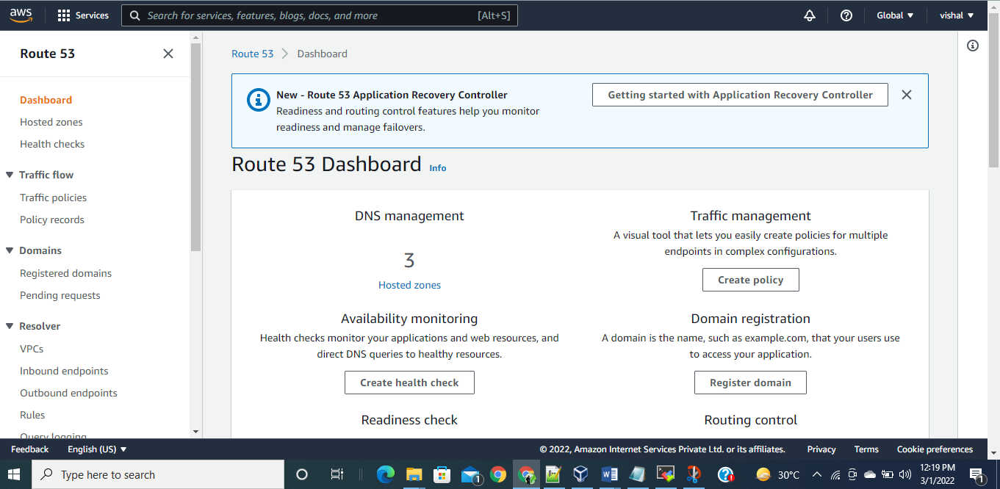 aws
Services
Search for services, features, blogs, docs, and more
[Alt+S]
Global
vishal
Route 53
Dashboard
Hosted zones
Health checks
Traffic flow
Traffic policies
Policy records
Domains
Registered domains
Pending requests
Resolver
VPCs
Inbound endpoints
Outbound endpoints
Rules
Query logging
Route 53
Dashboard
New - Route 53 Application Recovery Controller
Readiness and routing control features help you monitor
readiness and manage failovers.
Getting started with Application Recovery Controller
Route 53 Dashboard Info
DNS management
3
Hosted zones
Traffic management
A visual tool that lets you easily create policies for multiple
endpoints in complex configurations.
Create policy
Availability monitoring
Health checks monitor your applications and web resources, and
direct DNS queries to healthy resources.
Create health check
Domain registration
A domain is the name, such as example.com, that your users use
to access your application.
Register domain
Readiness check
Routing control
Feedback
English (US)
© 2022, Amazon Internet Services Private Ltd. or its affiliates.
Privacy
Terms
Cookie preferences
Type here to search
1
30°C
12:19 PM
3/1/2022
1